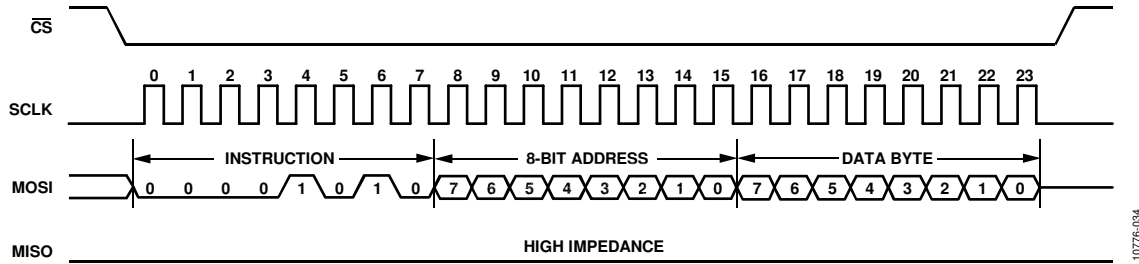 CS
0 1 2 3 4 5 6 7 8 9 10 11 12 13 14 15 16 17 18 19 20 21 22 23
SCLK
INSTRUCTION 8-BIT ADDRESS DATA BYTE
MOSI 0 0 0 0 1 0 1 0 7 6 5 4 3 2 1 0 7 6 5 4 3 2 1 0
MISO HIGH IMPEDANCE
10776-034